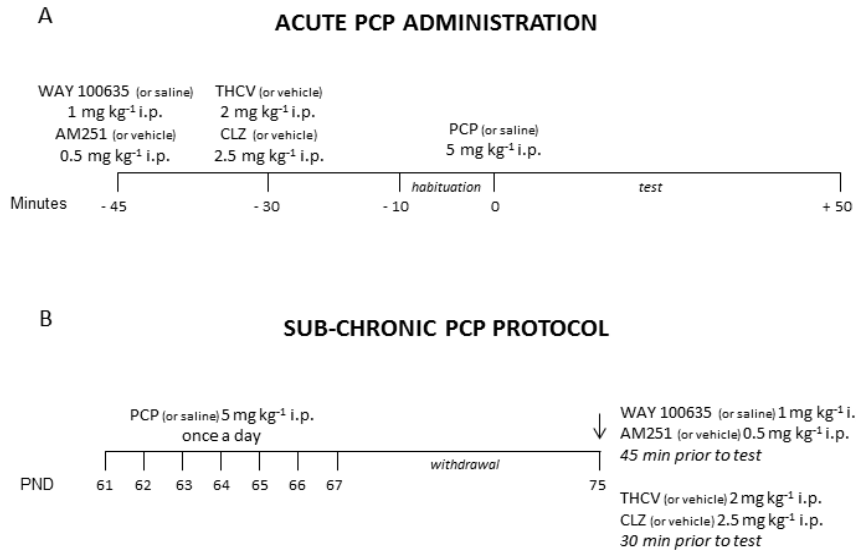 A
ACUTE PCP ADMINISTRATION
WAY 100635 (or saline)
1 mg kg⁻¹ i.p.
AM251 (or vehicle)
0.5 mg kg⁻¹ i.p.
THCV (or vehicle)
2 mg kg⁻¹ i.p.
CLZ (or vehicle)
2.5 mg kg⁻¹ i.p.
PCP (or saline)
5 mg kg⁻¹ i.p.
habituation
test
Minutes
- 45
- 30
- 10
0
+ 50
B
SUB-CHRONIC PCP PROTOCOL
PCP (or saline) 5 mg kg⁻¹ i.p.
once a day
withdrawal
PND
61 62 63 64 65 66 67 75
WAY 100635 (or saline) 1 mg kg⁻¹ i.
AM251 (or vehicle) 0.5 mg kg⁻¹ i.p.
45 min prior to test
THCV (or vehicle) 2 mg kg⁻¹ i.p.
CLZ (or vehicle) 2.5 mg kg⁻¹ i.p.
30 min prior to test